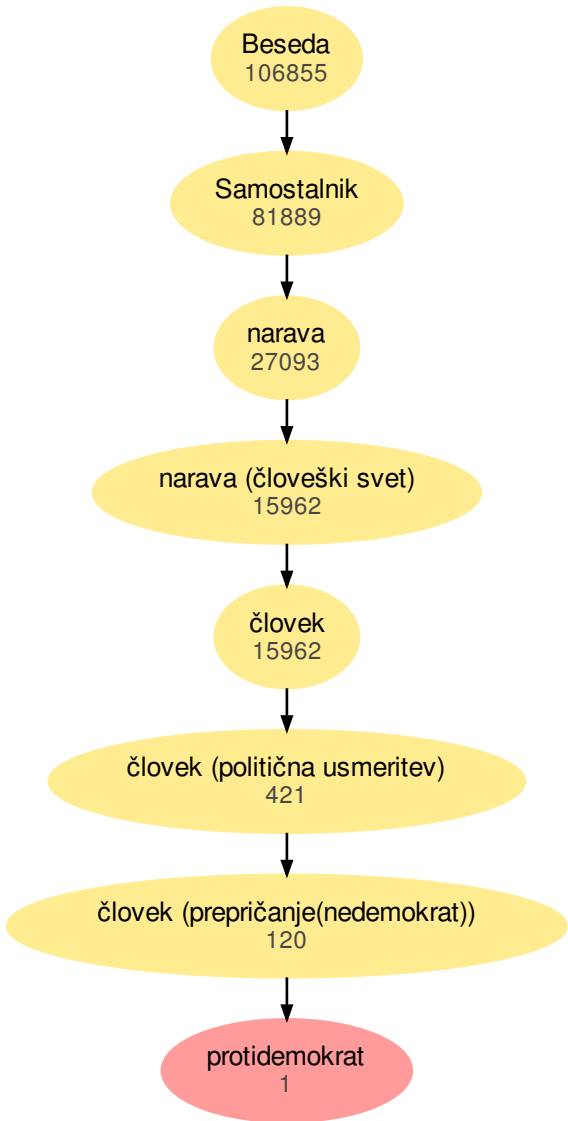 Beseda
106855
Samostalnik
81889
narava
27093
narava (človeški svet)
15962
človek
15962
človek (politična usmeritev)
421
človek (prepričanje(nedemokrat))
120
protidemokrat
1